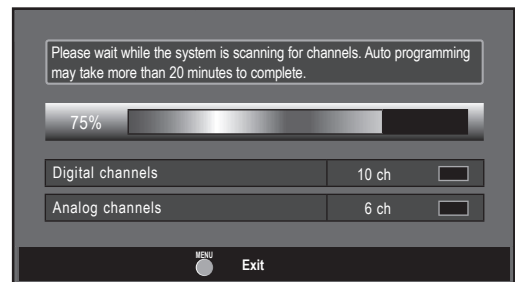 Please wait while the system is scanning for channels. Auto programming
may take more than 20 minutes to complete.
75%
Digital channels 10 ch
Analog channels 6 ch
MENU
Exit